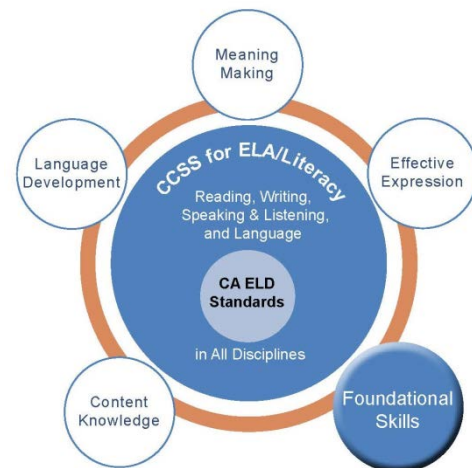 Meaning
Making
Language
Development
Effective
Expression
CCSS for ELA/Literacy
Reading, Writing,
Speaking & Listening,
and Language
CA ELD
Standards
in All Disciplines
Content
Knowledge
Foundational
Skills